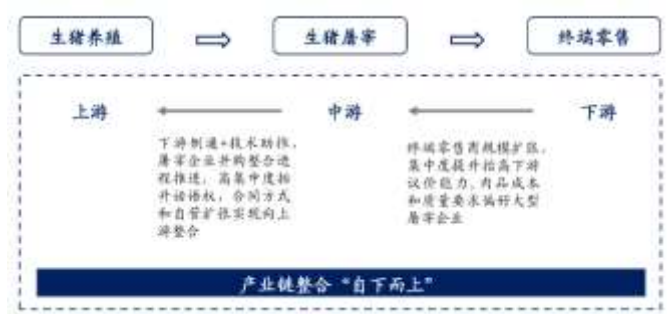 生猪养殖
生猪屠宰
终端零售
上游
中游
下游
下游倒逼+技术助推，
屠宰企业并购整合进
程推进，高集中度抬
升话语权，合同方式
和自营扩张实现向上
游整合
终端零售商规模扩张，
集中度提升抬高下游
议价能力，肉品成本
和质量要求偏好大型
屠宰企业
产业链整合“自下而上”